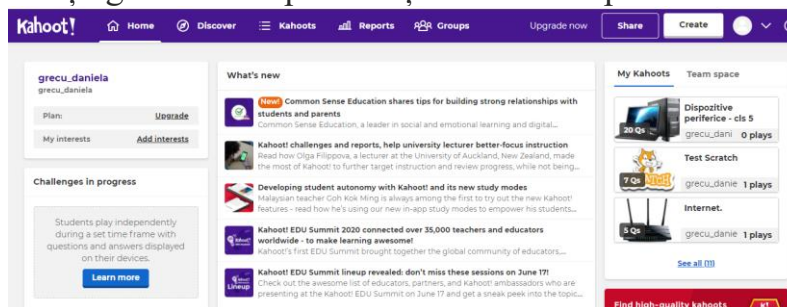 Kahoot!
Home
Discover
Kahoots
Reports
Groups
Upgrade now
Share
Create
grecu_daniela
grecu_daniela
Plan:
Upgrade
My interests
Add interests
Challenges in progress
Students play independently
during a set time frame with
questions and answers displayed
on their devices.
Learn more
What's new
New! Common Sense Education shares tips for building strong relationships with
students and parents
Common Sense Education, a leader in social and emotional learning and digital...
Kahoot! challenges and reports, help university lecturer better-focus instruction
Read how Olga Filippova, a lecturer at the University of Auckland, New Zealand, made
the most of Kahoot! to further target instruction and review progress, while not being...
Developing student autonomy with Kahoot! and its new study modes
Malaysian teacher Goh Kok Ming is always among the first to try out the new Kahoot!
features - read how he's using our new in-app study modes to empower his students...
Kahoot! EDU Summit 2020 connected over 35,000 teachers and educators
worldwide - to make learning awesome!
Kahoot!'s first EDU Summit brought together the global community of educators,...
Kahoot! EDU Summit lineup revealed: don't miss these sessions on June 17!
Check out the awesome list of educators, partners, and Kahoot! ambassadors who are
presenting at the Kahoot! EDU Summit on June 17 and get a sneak peek into the topic...
My Kahoots
Team space
20 Qs
Dispozitive
periferice - cls 5
grecu_dani 0 plays
7 Qs
Test Scratch
grecu_danie 1 plays
5 Qs
Internet.
grecu_danie 1 plays
See all (11)
Find high-quality kahoots
K!